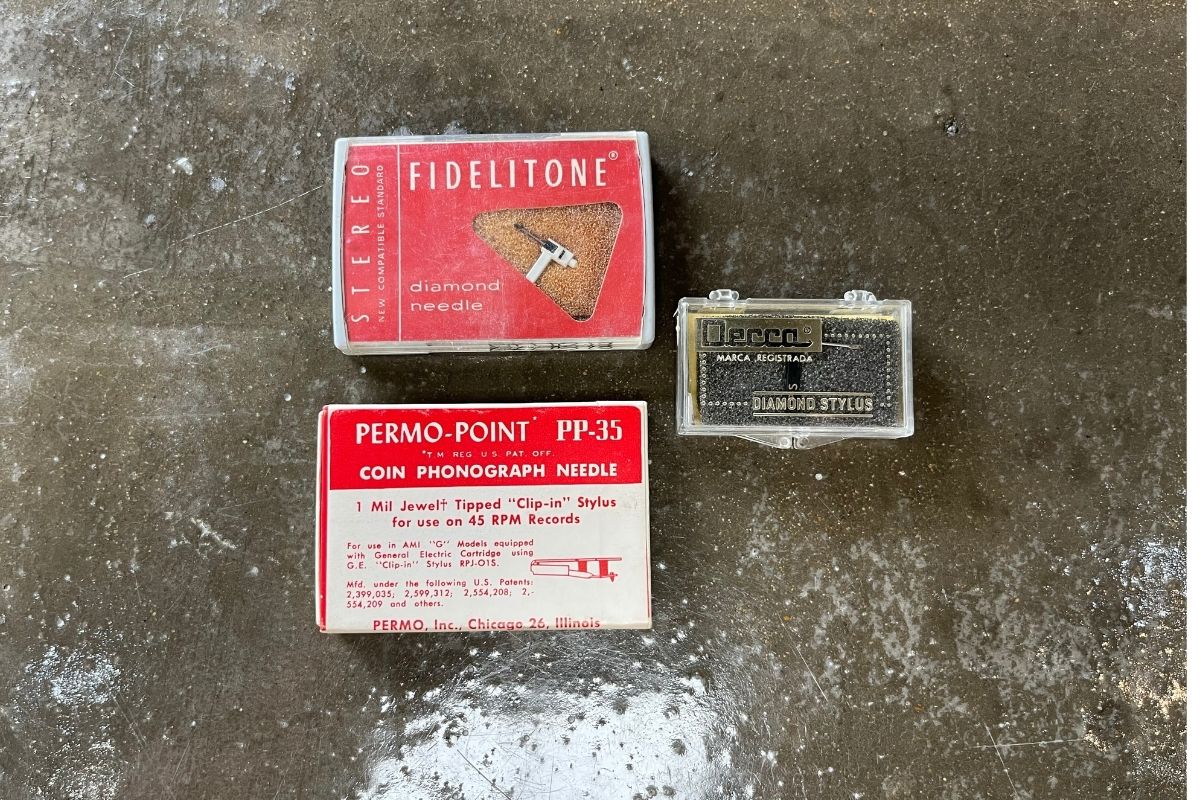 STEREO
NEW COMPATIBLE STANDARD
FIDELITONE®
diamond
needle
Decca®
MARCA REGISTRADA
S
DIAMOND STYLUS
PERMO-POINT* PP-35
*T M REG U.S. PAT. OFF.
COIN PHONOGRAPH NEEDLE
1 Mil Jewel† Tipped "Clip-in" Stylus
for use on 45 RPM Records
For use in AMI "G" Models equipped
with General Electric Cartridge using
G.E. "Clip-in" Stylus RPJ-01S.
Mfd. under the following U.S. Patents:
2,399,035; 2,599,312; 2,554,208; 2,-
554,209 and others.
PERMO, Inc., Chicago 26, Illinois